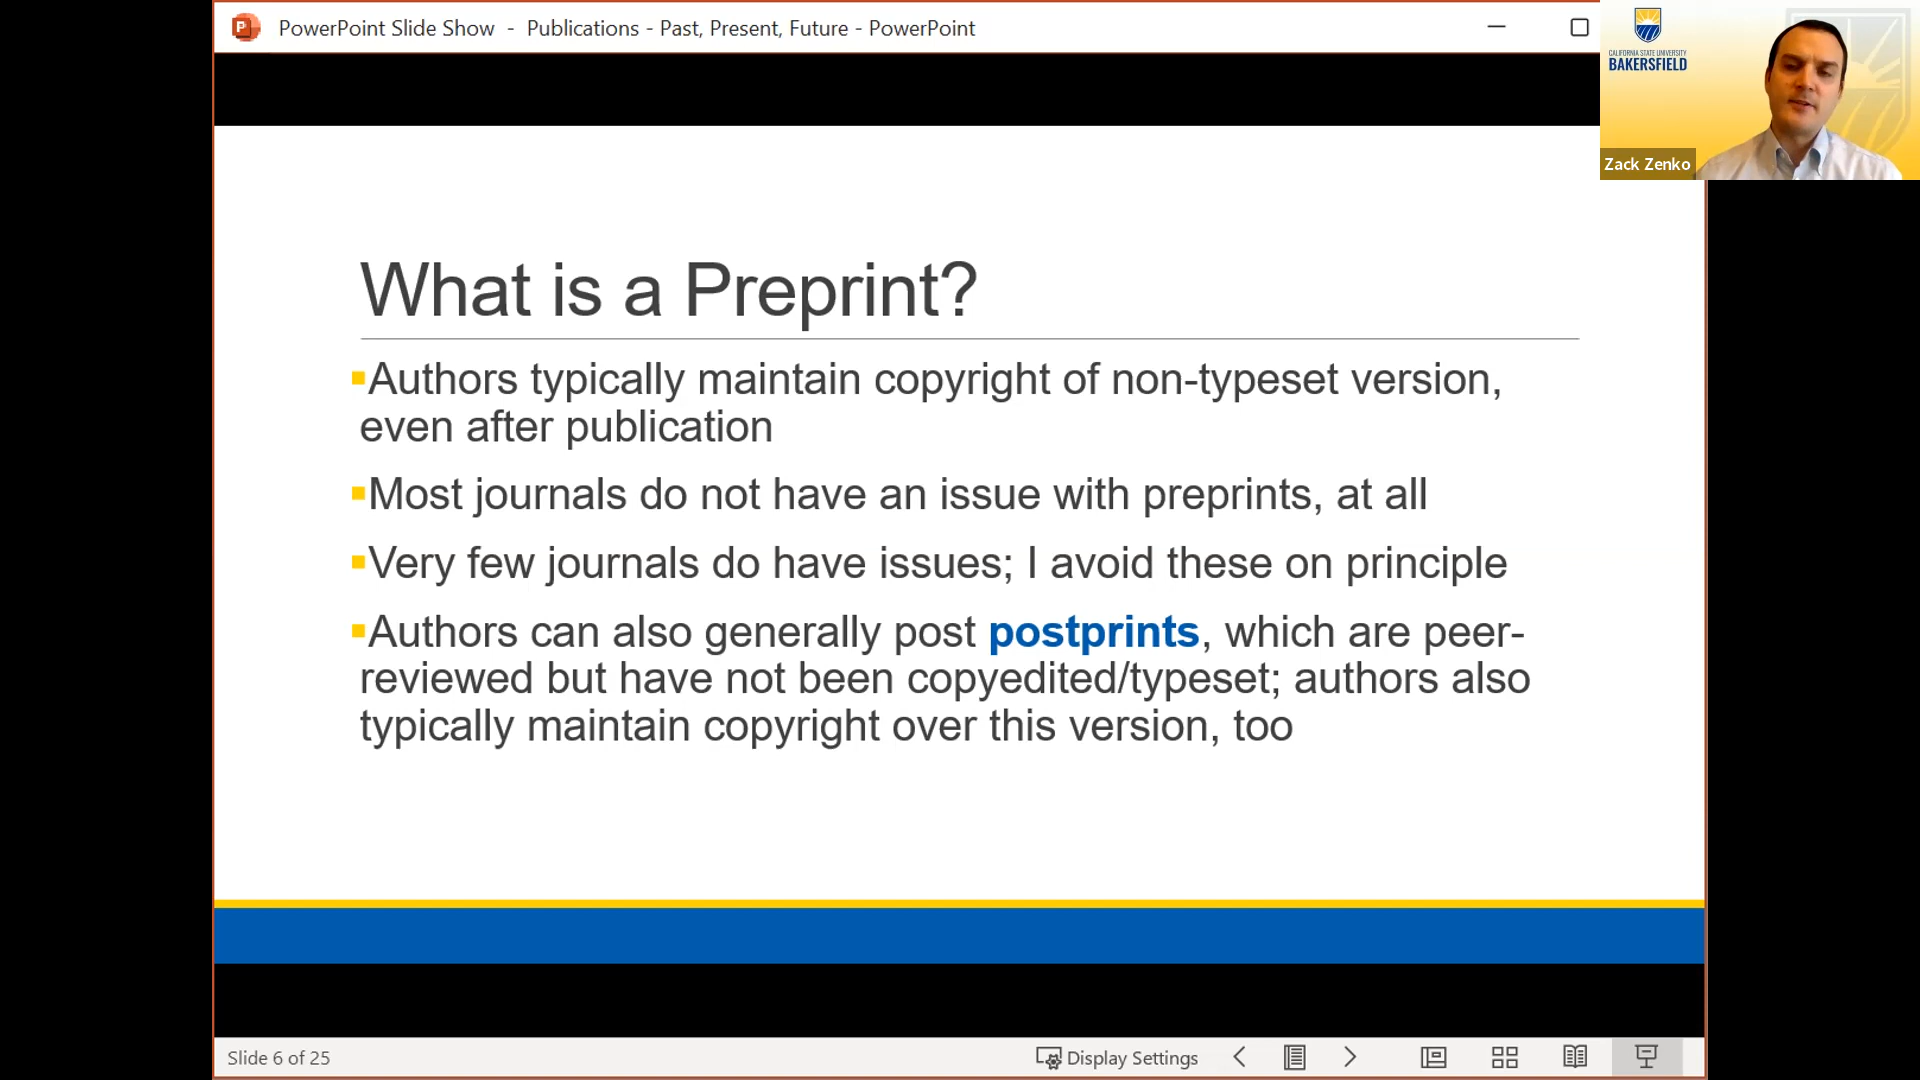 PowerPoint Slide Show - Publications - Past, Present, Future - PowerPoint
CALIFORNIA STATE UNIVERSITY
BAKERSFIELD
Zack Zenko
What is a Preprint?
Authors typically maintain copyright of non-typeset version,
even after publication
Most journals do not have an issue with preprints, at all
Very few journals do have issues; I avoid these on principle
Authors can also generally post postprints, which are peer-
reviewed but have not been copyedited/typeset; authors also
typically maintain copyright over this version, too
Slide 6 of 25
Display Settings